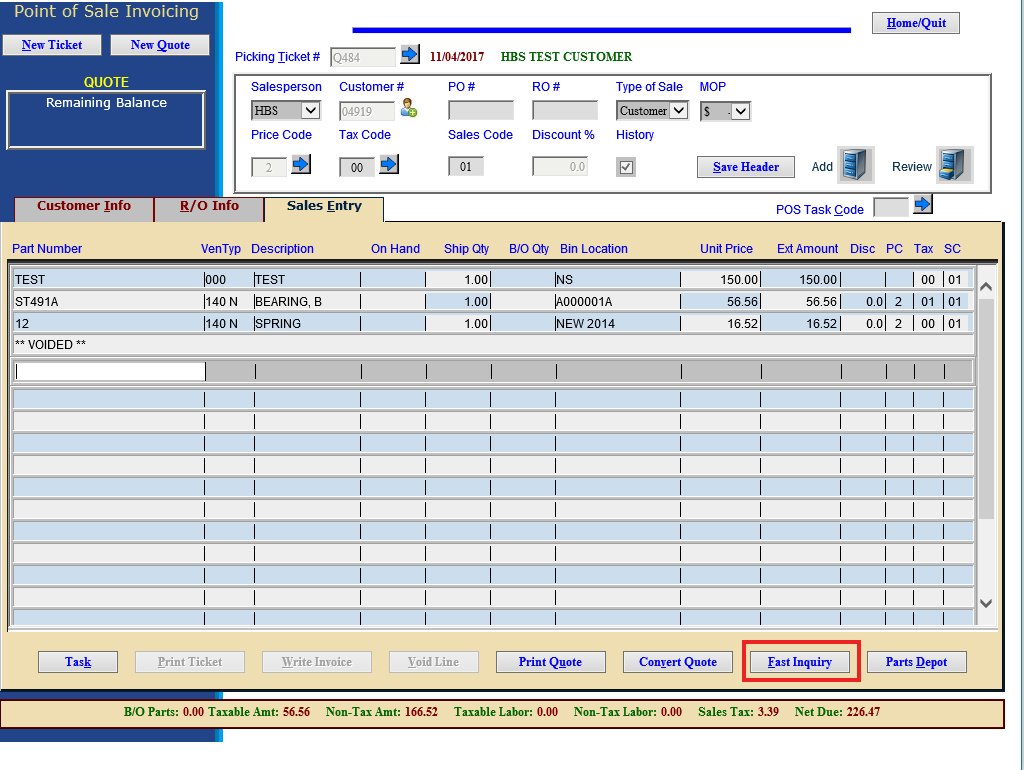 Point of Sale Invoicing
Home/Quit
New Ticket New Quote
Picking Ticket # Q484 11/04/2017 HBS TEST CUSTOMER
QUOTE
Remaining Balance
Salesperson Customer # PO # RO # Type of Sale MOP
HBS 04919 Customer $ .
Price Code Tax Code Sales Code Discount % History
2 00 01 0.0 Save Header Add Review
Customer Info R/O Info Sales Entry
POS Task Code
Part Number VenTyp Description On Hand Ship Qty B/O Qty Bin Location Unit Price Ext Amount Disc PC Tax SC
TEST 000 TEST 1.00 NS 150.00 150.00 00 01
ST491A 140 N BEARING, B 1.00 A000001A 56.56 56.56 0.0 2 01 01
12 140 N SPRING 1.00 NEW 2014 16.52 16.52 0.0 2 00 01
** VOIDED **
Task Print Ticket Write Invoice Void Line Print Quote Convert Quote Fast Inquiry Parts Depot
B/O Parts: 0.00 Taxable Amt: 56.56 Non-Tax Amt: 166.52 Taxable Labor: 0.00 Non-Tax Labor: 0.00 Sales Tax: 3.39 Net Due: 226.47